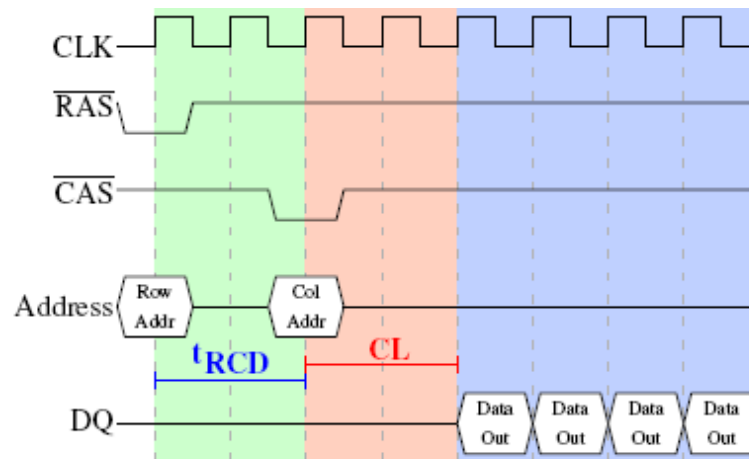 CLK
RAS
CAS
Address
Row
Addr
Col
Addr
tRCD
CL
DQ
Data
Out
Data
Out
Data
Out
Data
Out